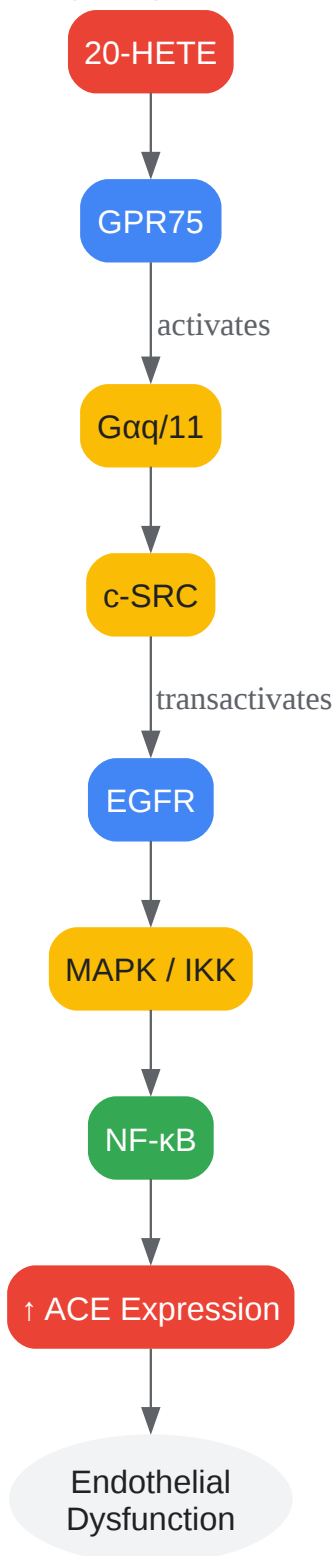 20-HETE
GPR75
activates
Gαq/11
c-SRC
transactivates
EGFR
MAPK / IKK
NF-κB
↑ ACE Expression
Endothelial
Dysfunction